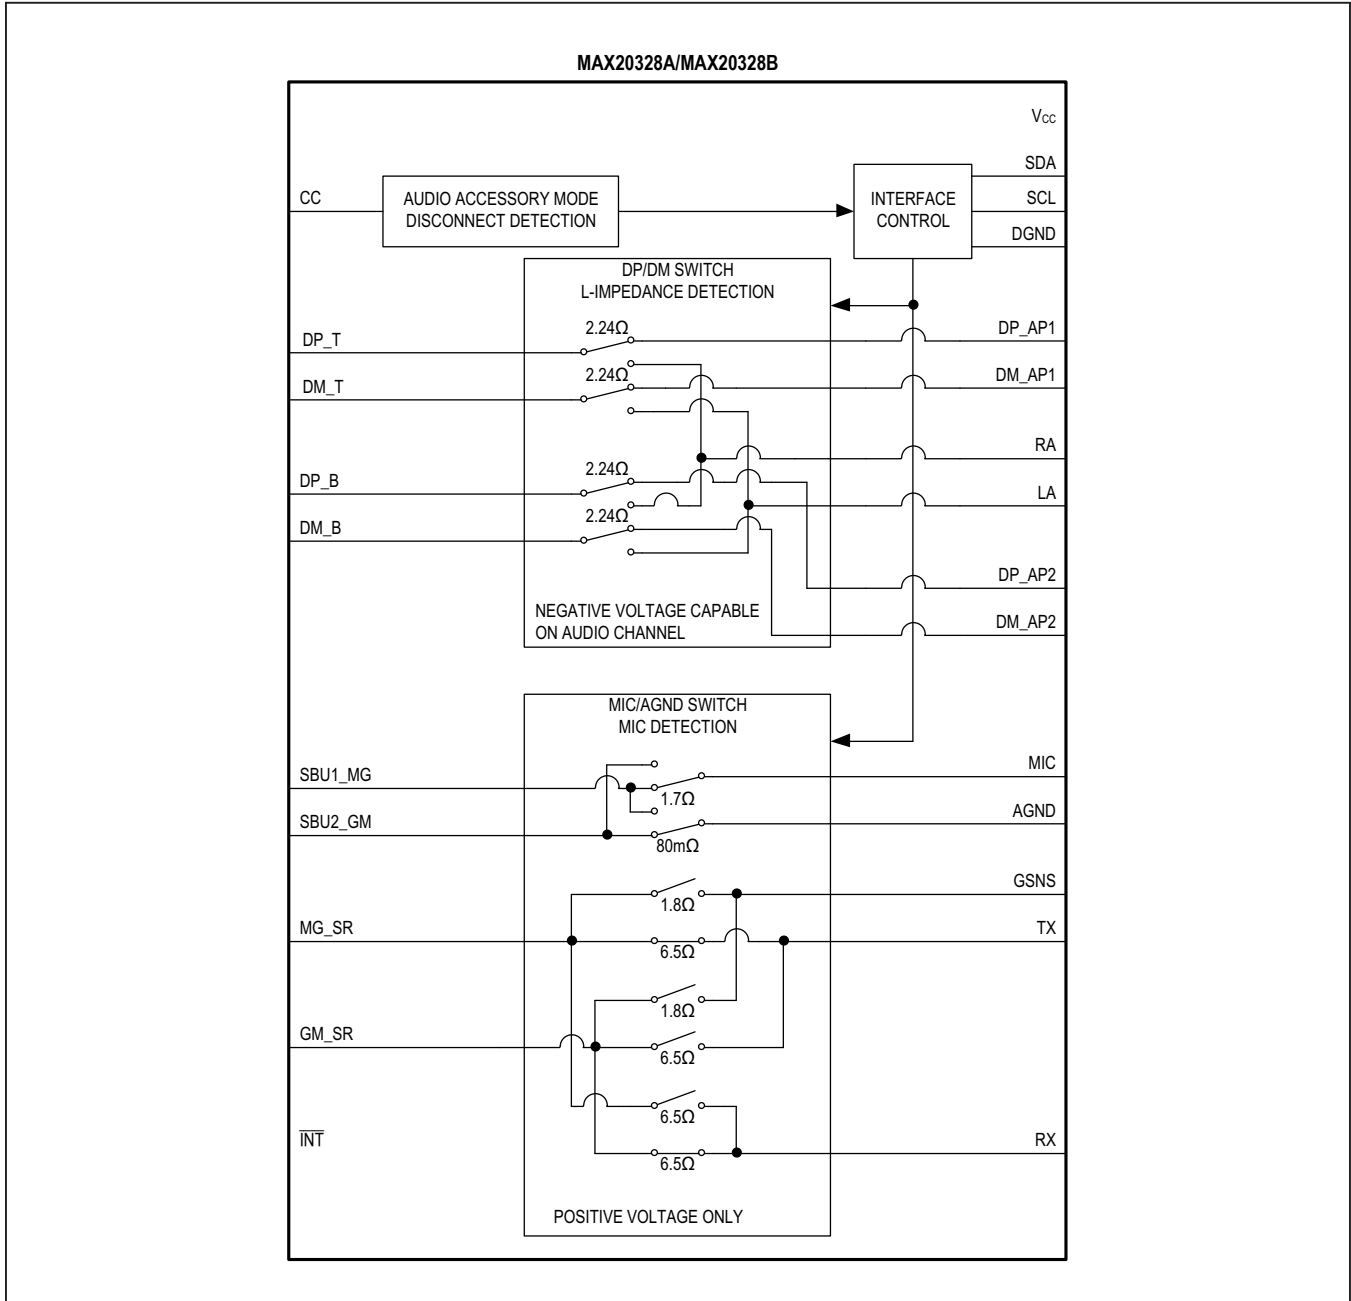 MAX20328A/MAX20328B
VCC
SDA
CC
AUDIO ACCESSORY MODE
DISCONNECT DETECTION
INTERFACE
CONTROL
SCL
DGND
DP/DM SWITCH
L-IMPEDANCE DETECTION
DP_T
2.24Ω
DP_AP1
DM_T
2.24Ω
DM_AP1
RA
DP_B
2.24Ω
LA
DM_B
2.24Ω
DP_AP2
NEGATIVE VOLTAGE CAPABLE
ON AUDIO CHANNEL
DM_AP2
MIC/AGND SWITCH
MIC DETECTION
SBU1_MG
1.7Ω
MIC
SBU2_GM
80mΩ
AGND
1.8Ω
GSNS
MG_SR
6.5Ω
TX
1.8Ω
GM_SR
6.5Ω
6.5Ω
INT
6.5Ω
RX
POSITIVE VOLTAGE ONLY